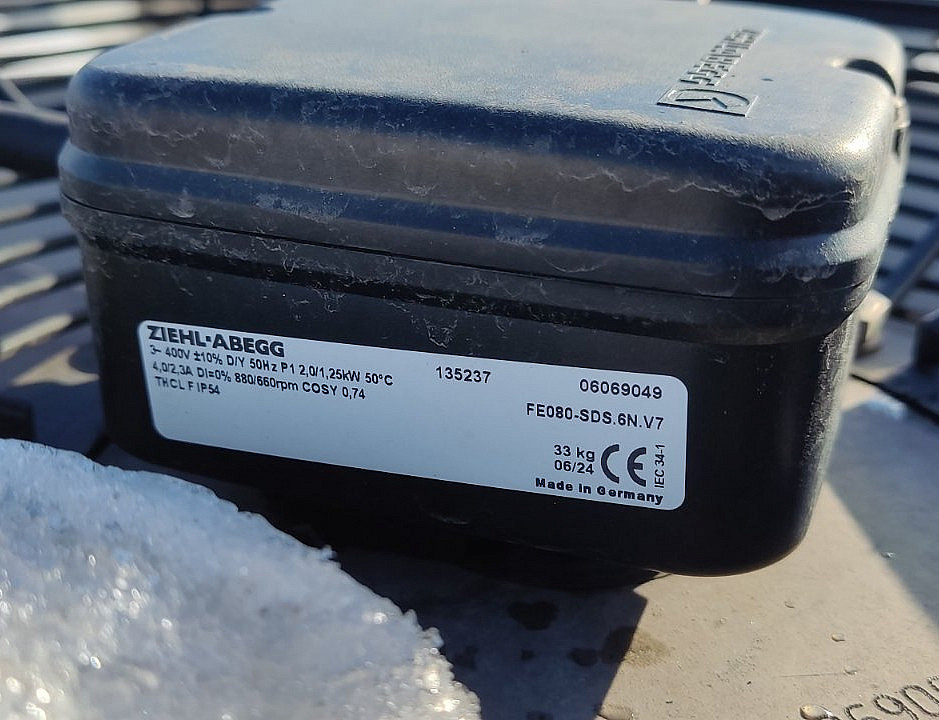 ZIEHL-ABEGG
ZIEHL-ABEGG
3~ 400V ±10% D/Y 50Hz P1 2,0/1,25kW 50°C
4,0/2,3A DI=0% 880/660rpm COSY 0,74
THCL F IP54
135237
06069049
FE080-SDS.6N.V7
33 kg
06/24
CE
IEC 34-1
Made in Germany